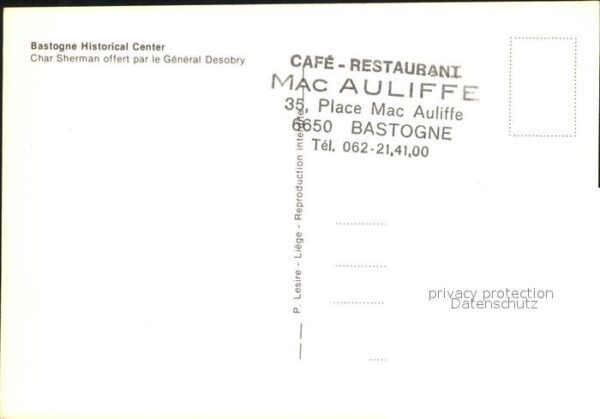 Bastogne Historical Center
Char Sherman offert par le Général Desobry
CAFÉ - RESTAURANT
MAC AULIFFE
35, Place Mac Auliffe
6650 BASTOGNE
Tél. 062-21,41,00
P. Lesire - Liège - Reproduction
privacy protection
Datenschutz